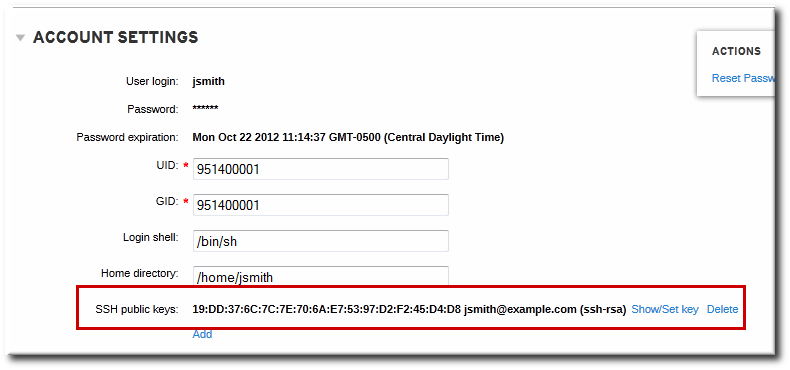 ACCOUNT SETTINGS
ACTIONS
Reset Passw
User login: jsmith
Password: ******
Password expiration: Mon Oct 22 2012 11:14:37 GMT-0500 (Central Daylight Time)
UID: * 951400001
GID: * 951400001
Login shell: /bin/sh
Home directory: /home/jsmith
SSH public keys: 19:DD:37:6C:7C:7E:70:6A:E7:53:97:D2:F2:45:D4:D8 jsmith@example.com (ssh-rsa) Show/Set key Delete
Add